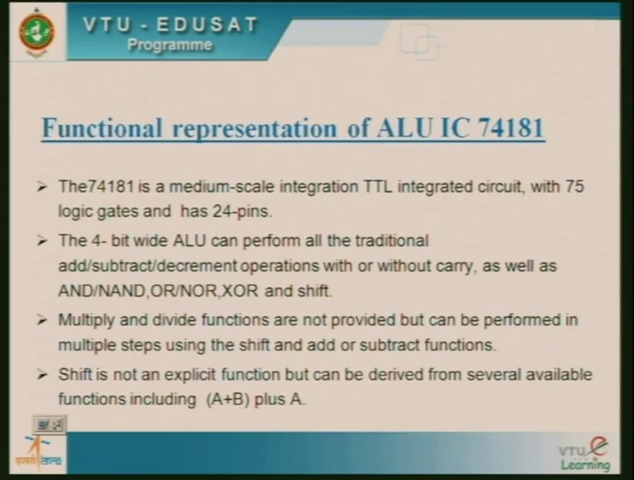 VTU - EDUSAT
Programme
Functional representation of ALU IC 74181
➤ The74181 is a medium-scale integration TTL integrated circuit, with 75
logic gates and has 24-pins.
➤ The 4- bit wide ALU can perform all the traditional
add/subtract/decrement operations with or without carry, as well as
AND/NAND,OR/NOR,XOR and shift.
➤ Multiply and divide functions are not provided but can be performed in
multiple steps using the shift and add or subtract functions.
➤ Shift is not an explicit function but can be derived from several available
functions including (A+B) plus A.
VTU e
Learning